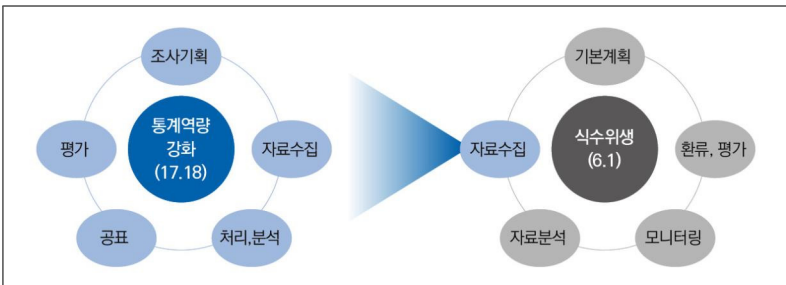 조사기획
통계역량
강화
(17.18)
평가
자료수집
공표
처리,분석
기본계획
식수위생
(6.1)
자료수집
환류, 평가
자료분석
모니터링